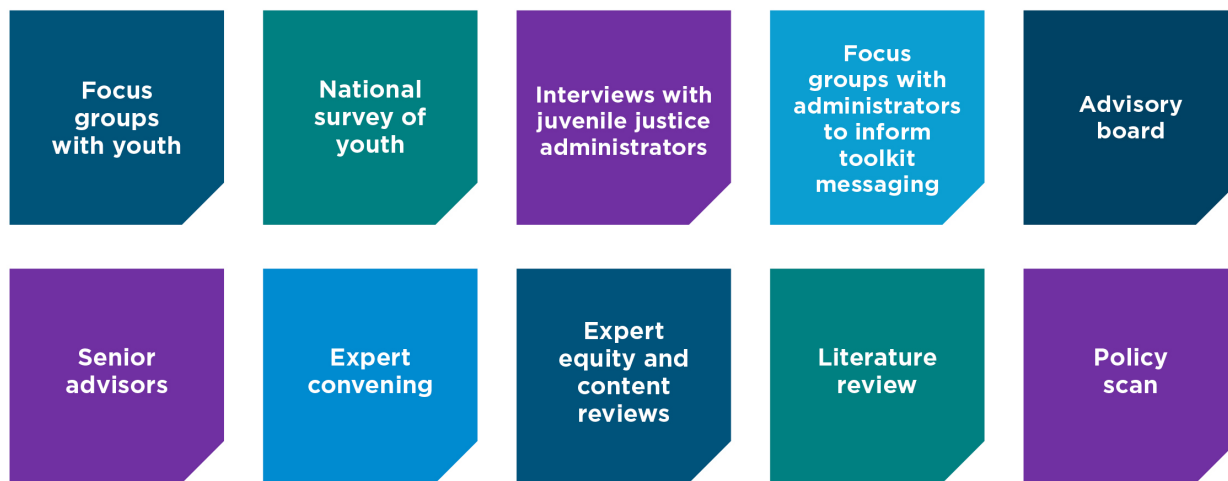 Focus
groups
with youth
National
survey of
youth
Interviews with
juvenile justice
administrators
Focus
groups with
administrators
to inform
toolkit
messaging
Advisory
board
Senior
advisors
Expert
convening
Expert
equity and
content
reviews
Literature
review
Policy
scan